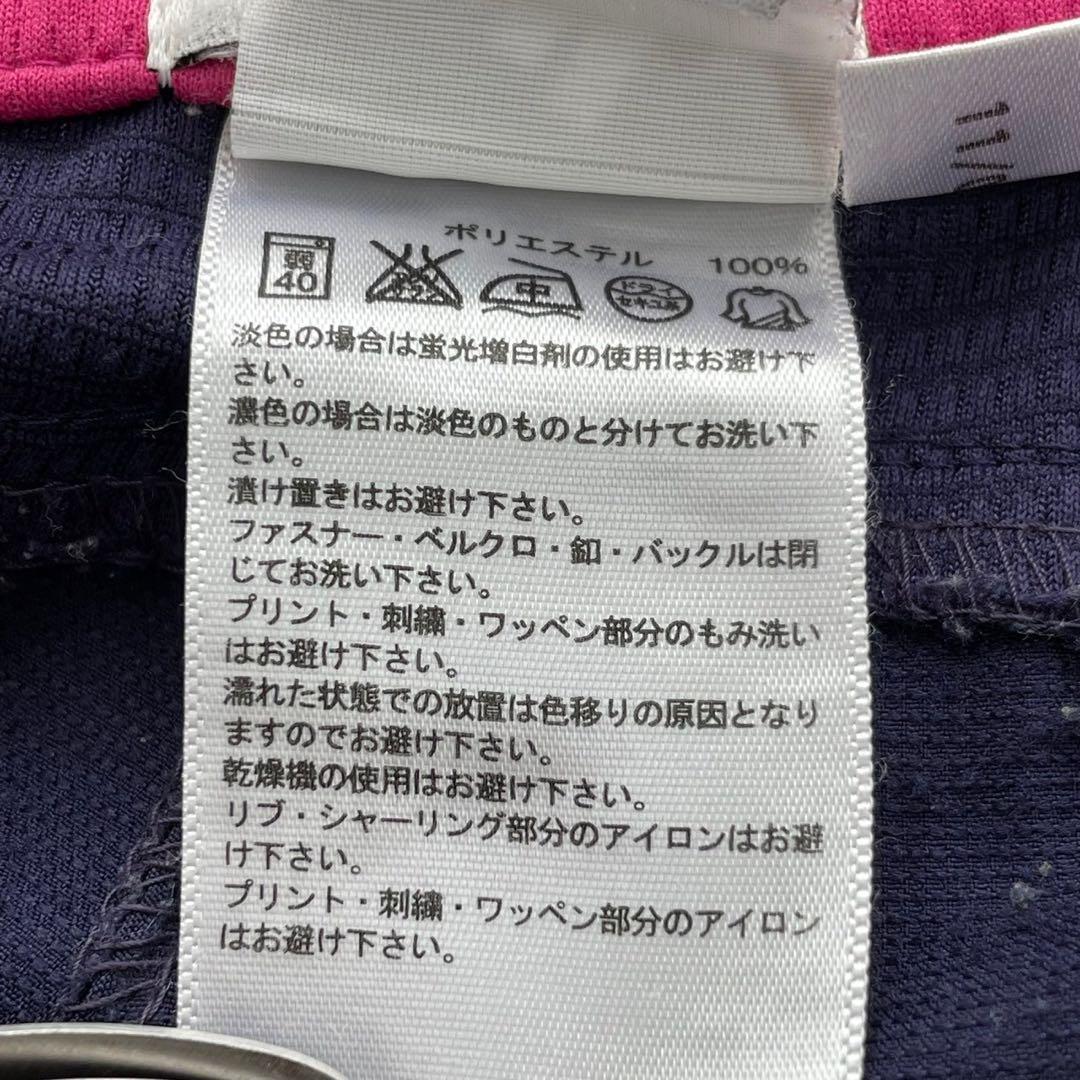 ポリエステル 100%
弱 40 エンソ サラシ 中 ドライ セキユ系
淡色の場合は蛍光増白剤の使用はお避け下
さい。
濃色の場合は淡色のものと分けてお洗い下
さい。
漬け置きはお避け下さい。
ファスナー・ベルクロ・釦・バックルは閉
じてお洗い下さい。
プリント・刺繍・ワッペン部分のもみ洗い
はお避け下さい。
濡れた状態での放置は色移りの原因となり
ますのでお避け下さい。
乾燥機の使用はお避け下さい。
リブ・シャーリング部分のアイロンはお避
け下さい。
プリント・刺繍・ワッペン部分のアイロン
はお避け下さい。